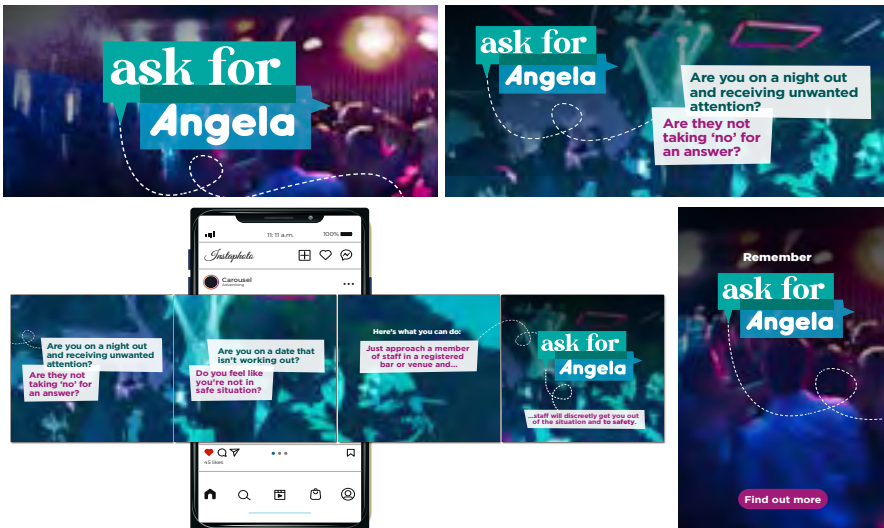 ask for
Angela
ask for
Angela
Are you on a night out
and receiving unwanted
attention?
Are they not
taking ‘no’ for
an answer?
11:11 a.m.
100%
Instaphoto
Carousel
Advertising
Are you on a night out
and receiving unwanted
attention?
Are they not
taking ‘no’ for
an answer?
Are you on a date that
isn’t working out?
Do you feel like
you’re not in
safe situation?
Here’s what you can do:
Just approach a member
of staff in a registered
bar or venue and...
ask for
Angela
...staff will discreetly get you out
of the situation and to safety.
45 likes
Remember
ask for
Angela
Find out more